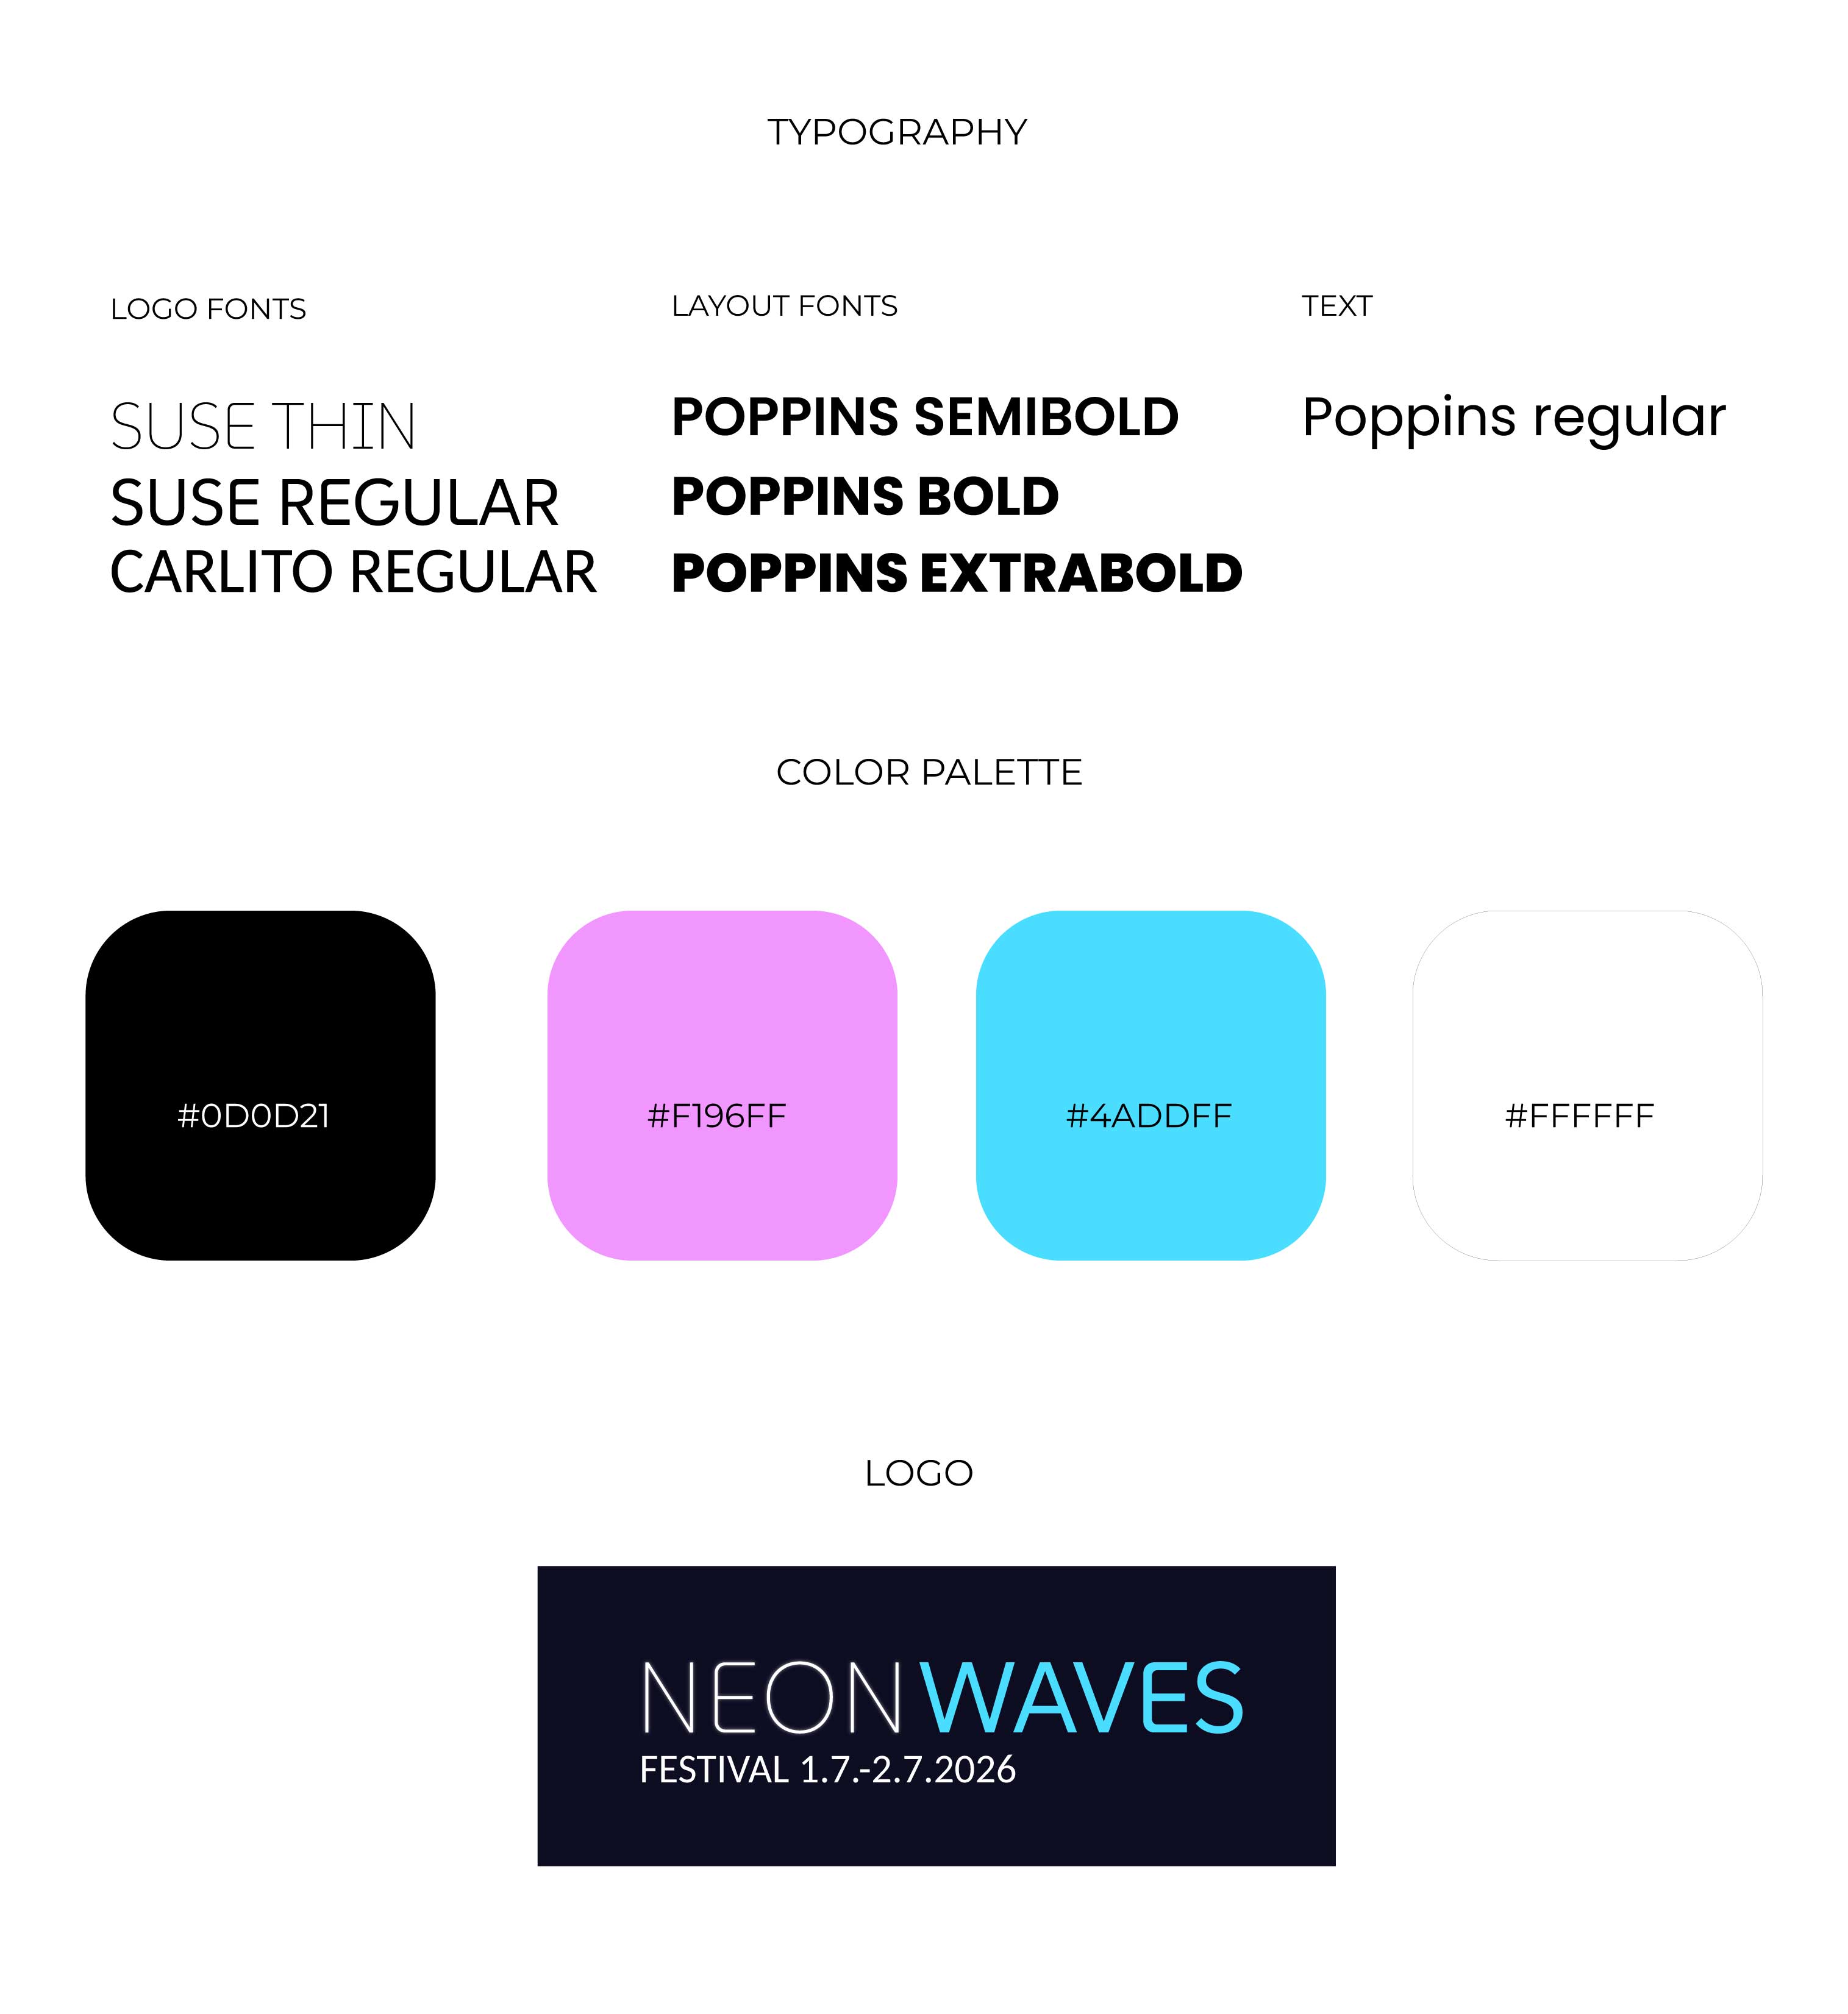 TYPOGRAPHY
LOGO FONTS
SUSE THIN
SUSE REGULAR
CARLITO REGULAR
LAYOUT FONTS
POPPINS SEMIBOLD
POPPINS BOLD
POPPINS EXTRABOLD
TEXT
Poppins regular
COLOR PALETTE
#0D0D21
#F196FF
#4ADDFF
#FFFFFF
LOGO
NEON WAVES
FESTIVAL 1.7.-2.7.2026